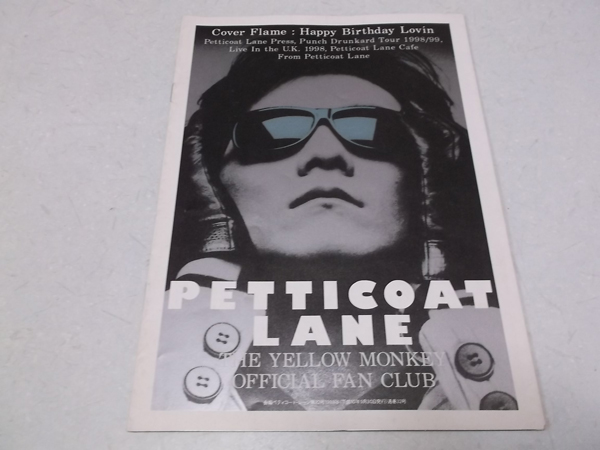 Cover Flame : Happy Birthday Lovin
Petticoat Lane Press, Punch Drunkard Tour 1998/99,
Live In the U.K. 1998, Petticoat Lane Cafe
From Petticoat Lane
PETTICOAT
LANE
THE YELLOW MONKEY
OFFICIAL FAN CLUB